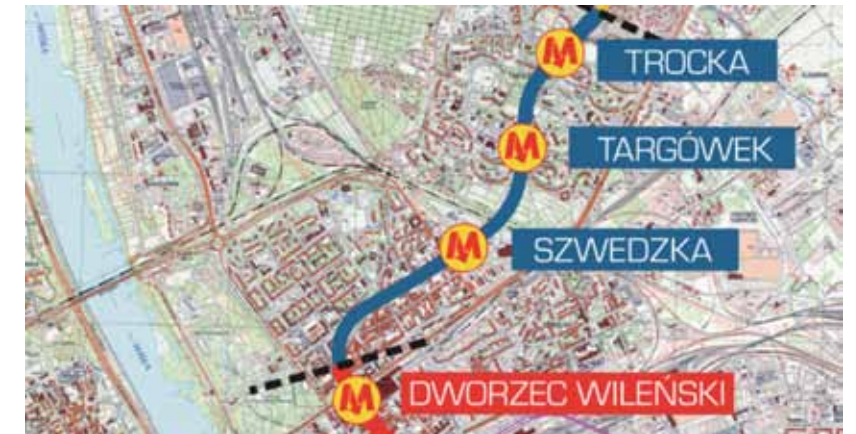 M TROCKA
M TARGÓWEK
M SZWEDZKA
M DWORZEC WILEŃSKI